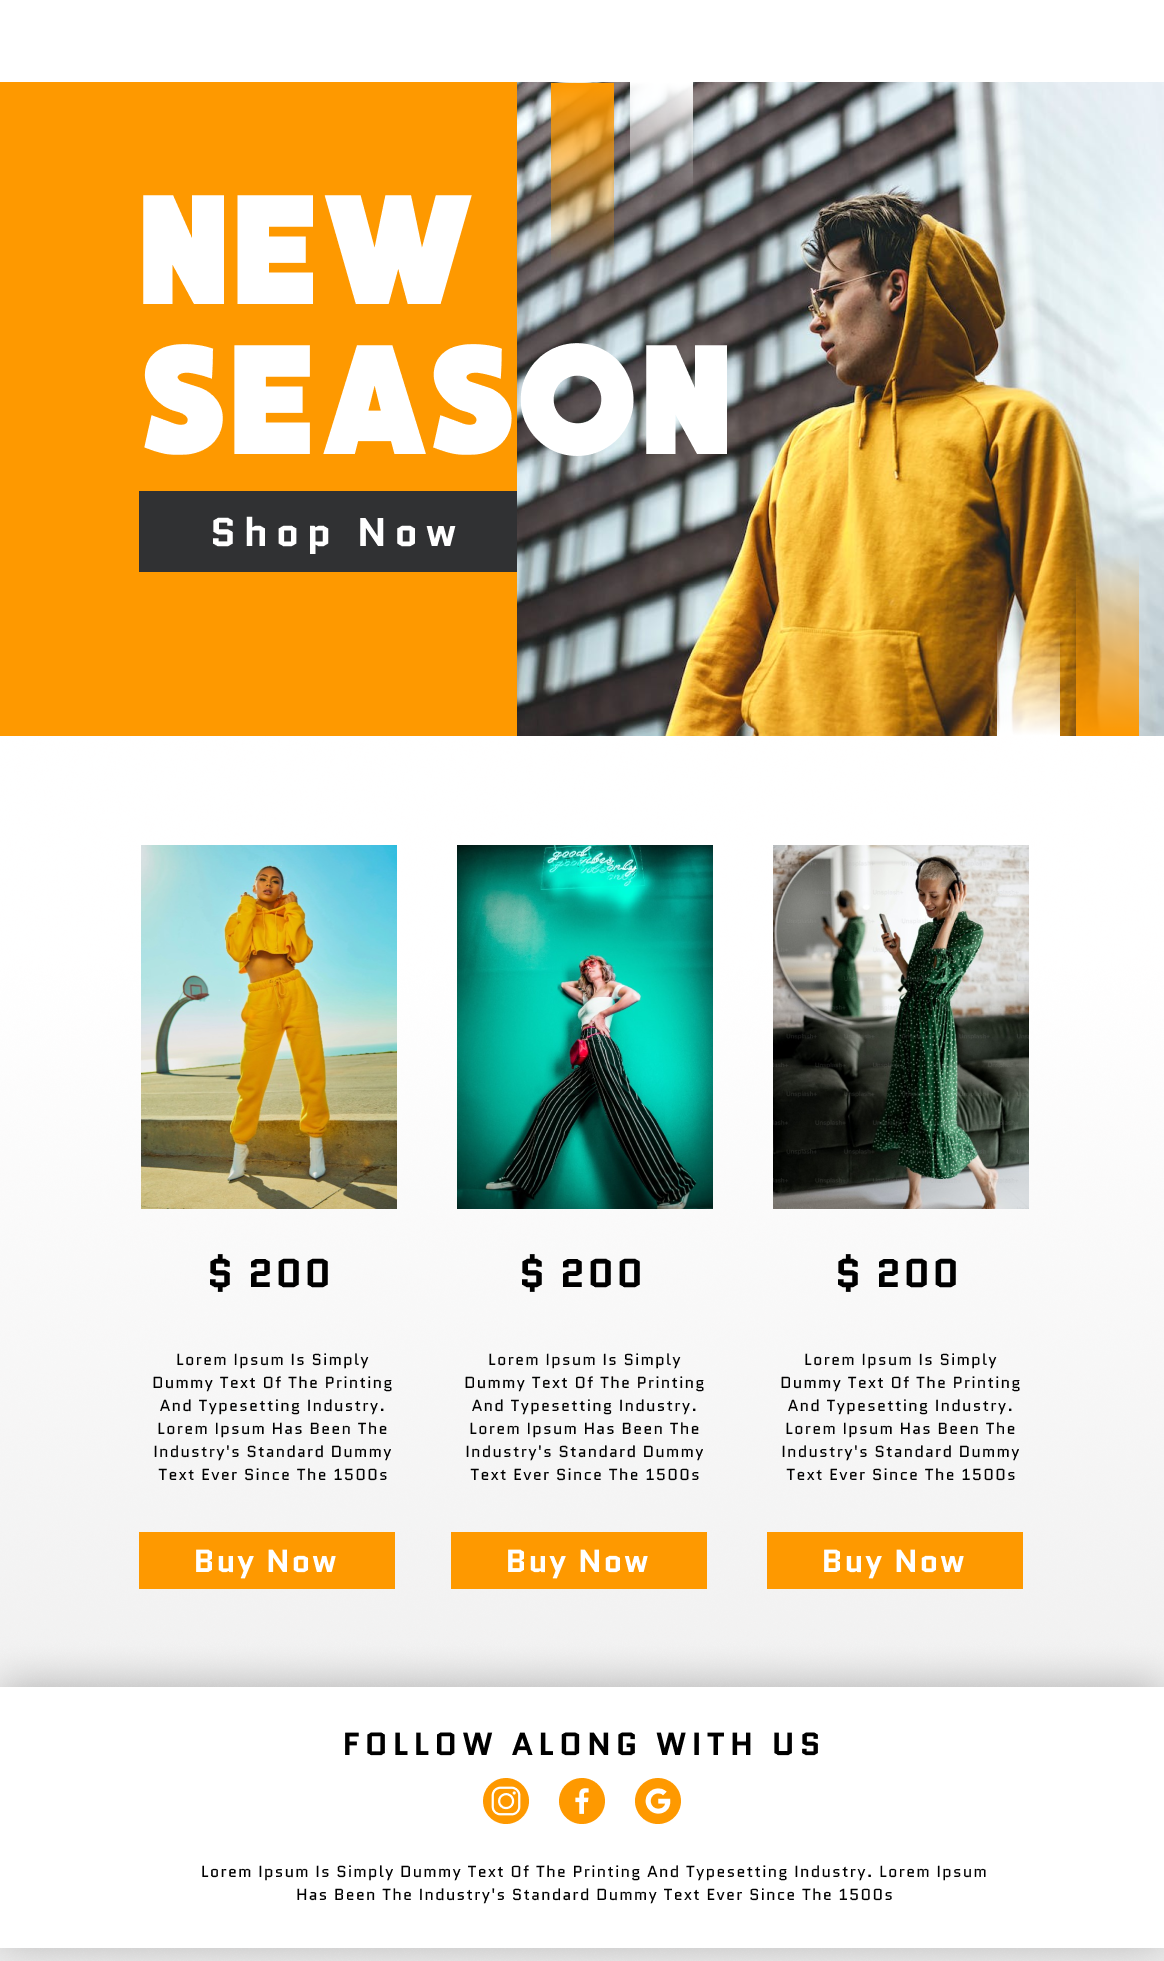 NEW
SEASON
Shop Now
good vibes only
$ 200
$ 200
$ 200
Lorem Ipsum Is Simply
Dummy Text Of The Printing
And Typesetting Industry.
Lorem Ipsum Has Been The
Industry's Standard Dummy
Text Ever Since The 1500s
Lorem Ipsum Is Simply
Dummy Text Of The Printing
And Typesetting Industry.
Lorem Ipsum Has Been The
Industry's Standard Dummy
Text Ever Since The 1500s
Lorem Ipsum Is Simply
Dummy Text Of The Printing
And Typesetting Industry.
Lorem Ipsum Has Been The
Industry's Standard Dummy
Text Ever Since The 1500s
Buy Now
Buy Now
Buy Now
FOLLOW ALONG WITH US
Lorem Ipsum Is Simply Dummy Text Of The Printing And Typesetting Industry. Lorem Ipsum
Has Been The Industry's Standard Dummy Text Ever Since The 1500s